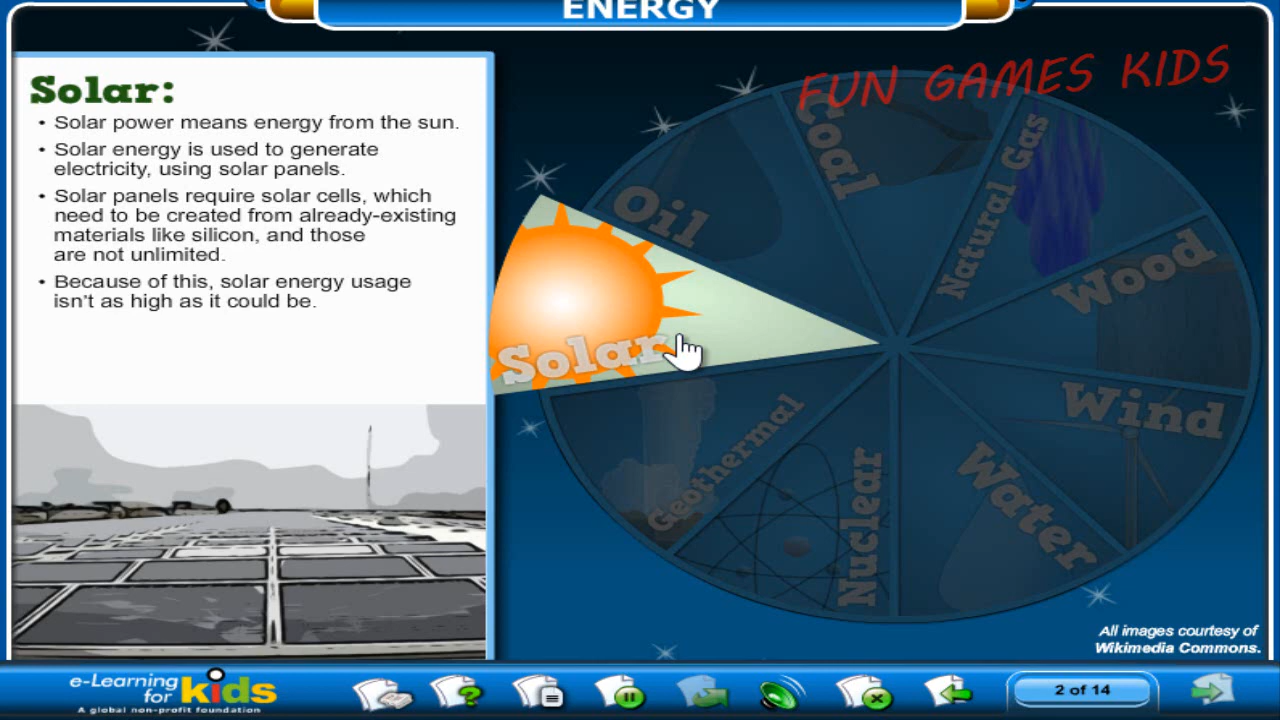 ENERGY
FUN GAMES KIDS
Solar:
• Solar power means energy from the sun.
• Solar energy is used to generate
electricity, using solar panels.
• Solar panels require solar cells, which
need to be created from already-existing
materials like silicon, and those
are not unlimited.
• Because of this, solar energy usage
isn't as high as it could be.
Oil
Coal
Natural Gas
Wood
Wind
Water
Nuclear
Geothermal
Solar
All images courtesy of
Wikimedia Commons.
e-Learning
for kids
A global non-profit foundation
2 of 14